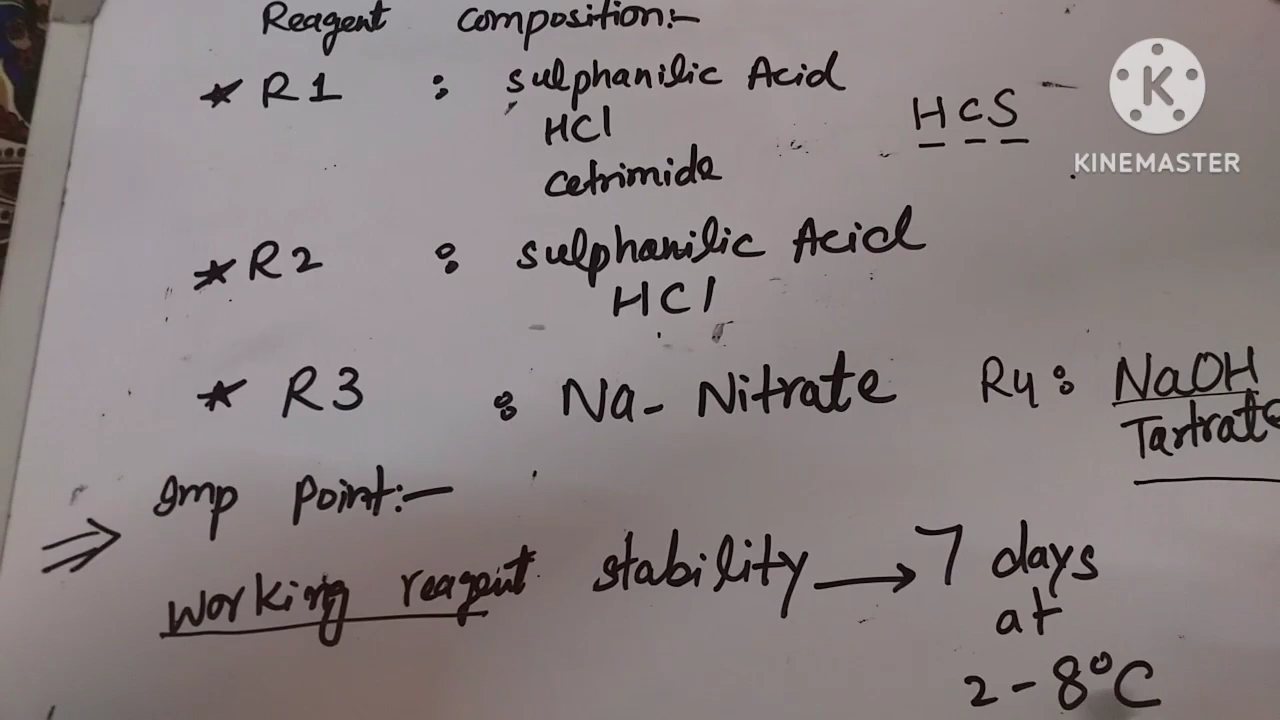 Reagent Composition:-
* R1 : sulphanilic Acid
HCl
cetrimide
HCS
K
KINEMASTER
* R2 : sulphanilic Acid
HCl
* R3 : Na- Nitrate
R4: NaOH
Tartrate
Imp Point:-
⇒ Working reagent stability → 7 days
at
2-8°C